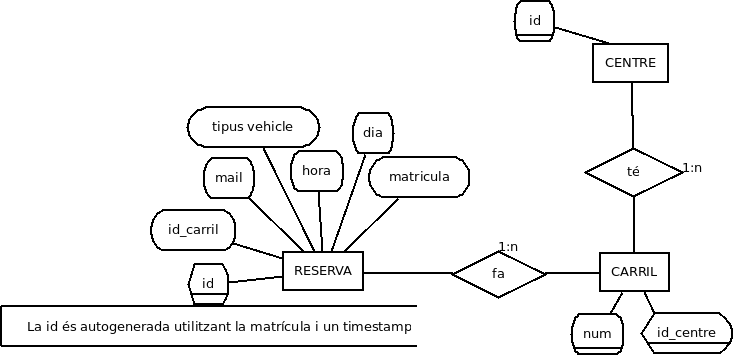 id
CENTRE
tipus vehicle
dia
mail
hora
matricula
té
1:n
id_carril
1:n
RESERVA
fa
CARRIL
id
La id és autogenerada utilitzant la matrícula i un timestamp
num
id_centre